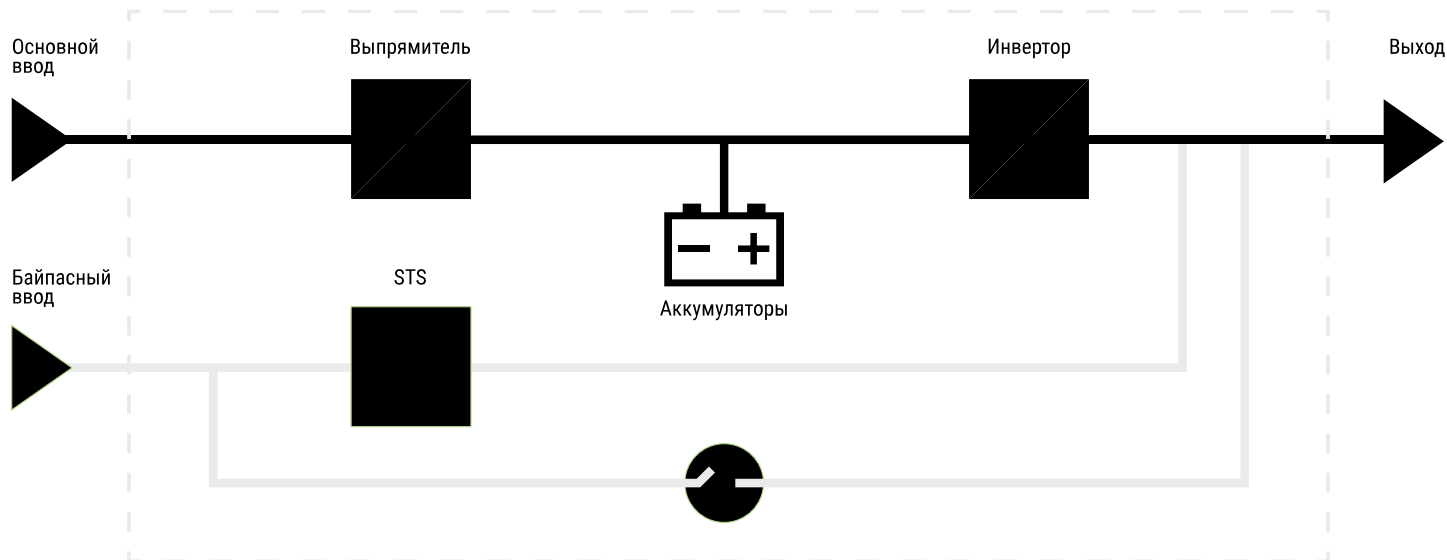 Основной
ввод
Выпрямитель
Инвертор
Выход
Байпасный
ввод
STS
Аккумуляторы